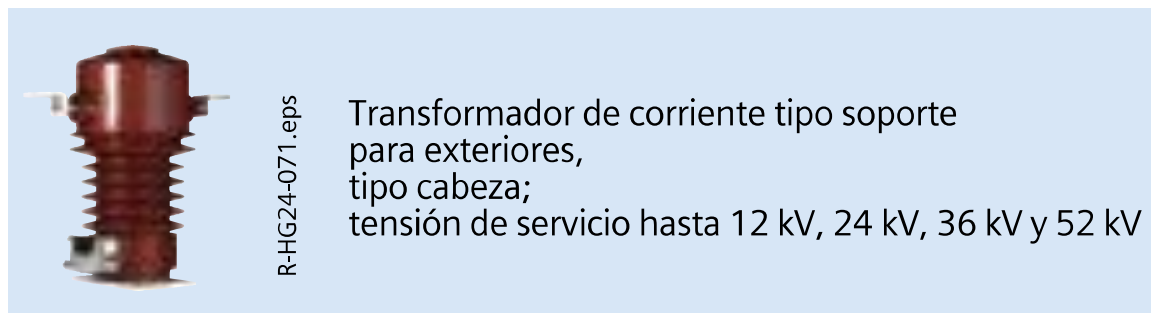 R-HG24-071.eps
Transformador de corriente tipo soporte
para exteriores,
tipo cabeza;
tensión de servicio hasta 12 kV, 24 kV, 36 kV y 52 kV